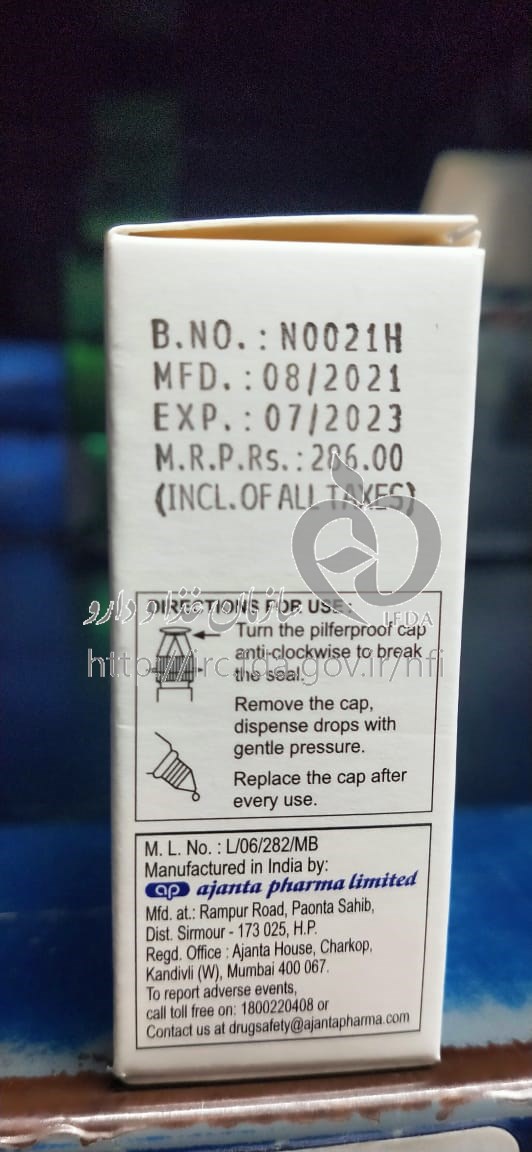 B.NO. : N0021H
MFD. : 08/2021
EXP. : 07/2023
M.R.P.Rs. : 286.00
(INCL.OF ALL TAXES)
IFDA
سازمان غذا و دارو
http://irc.fda.gov.ir/nfi
DIRECTIONS FOR USE :
Turn the pilferproof cap
anti-clockwise to break
the seal.
Remove the cap,
dispense drops with
gentle pressure.
Replace the cap after
every use.
M. L. No. : L/06/282/MB
Manufactured in India by:
ap ajanta pharma limited
Mfd. at.: Rampur Road, Paonta Sahib,
Dist. Sirmour - 173 025, H.P.
Regd. Office : Ajanta House, Charkop,
Kandivli (W), Mumbai 400 067.
To report adverse events,
call toll free on: 1800220408 or
Contact us at drugsafety@ajantapharma.com